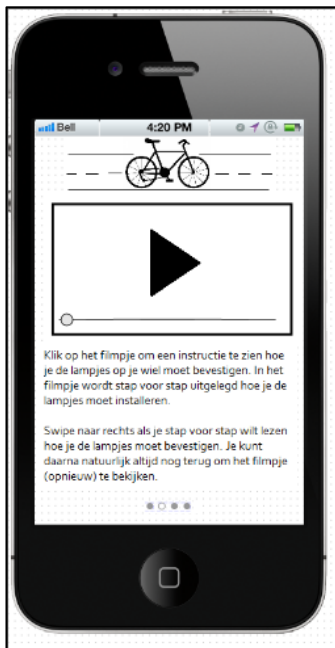 Bell 4:20 PM
Klik op het filmpje om een instructie te zien hoe
je de lampjes op je wiel moet bevestigen. In het
filmpje wordt stap voor stap uitgelegd hoe je de
lampjes moet installeren.
Swipe naar rechts als je stap voor stap wilt lezen
hoe je de lampjes moet bevestigen. Je kunt
daarna natuurlijk altijd nog terug om het filmpje
(opnieuw) te bekijken.